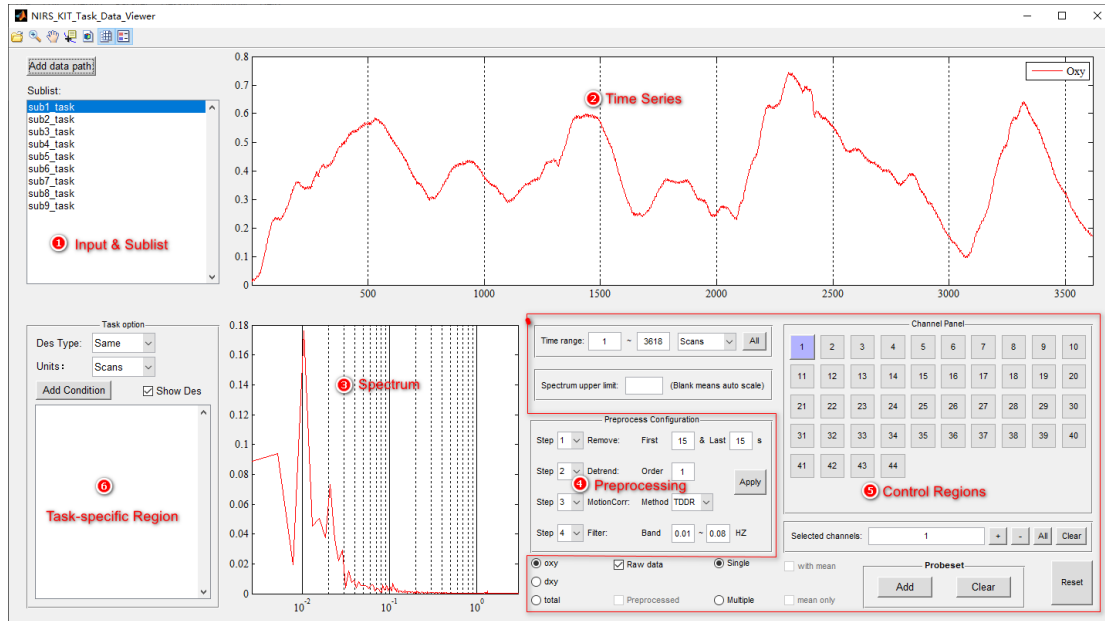 NIRS_KIT_Task_Data_Viewer
Add data path:
Sublist:
sub1_task
sub2_task
sub3_task
sub4_task
sub5_task
sub6_task
sub7_task
sub8_task
sub9_task
1 Input & Sublist
0.8
0.7
0.6
0.5
0.4
0.3
0.2
0.1
0
500
1000
1500
2000
2500
3000
3500
2 Time Series
Oxy
Task option
Des Type: Same
Units: Scans
Add Condition Show Des
6
Task-specific Region
0.18
0.16
0.14
0.12
0.1
0.08
0.06
0.04
0.02
0
10-2
10-1
100
3 Spectrum
Time range: 1 ~ 3618 Scans All
Spectrum upper limit: (Blank means auto scale)
Preprocess Configuration
Step 1 Remove: First 15 & Last 15 s
Step 2 Detrend: Order 1
Apply
4 Preprocessing
Step 3 MotionCorr: Method TDDR
Step 4 Filter: Band 0.01 ~ 0.08 HZ
Channel Panel
1 2 3 4 5 6 7 8 9 10
11 12 13 14 15 16 17 18 19 20
21 22 23 24 25 26 27 28 29 30
31 32 33 34 35 36 37 38 39 40
41 42 43 44
5 Control Regions
Selected channels: 1 + - All Clear
oxy Raw data Single with mean
dxy
total Preprocessed Multiple mean only
Probeset
Add Clear
Reset